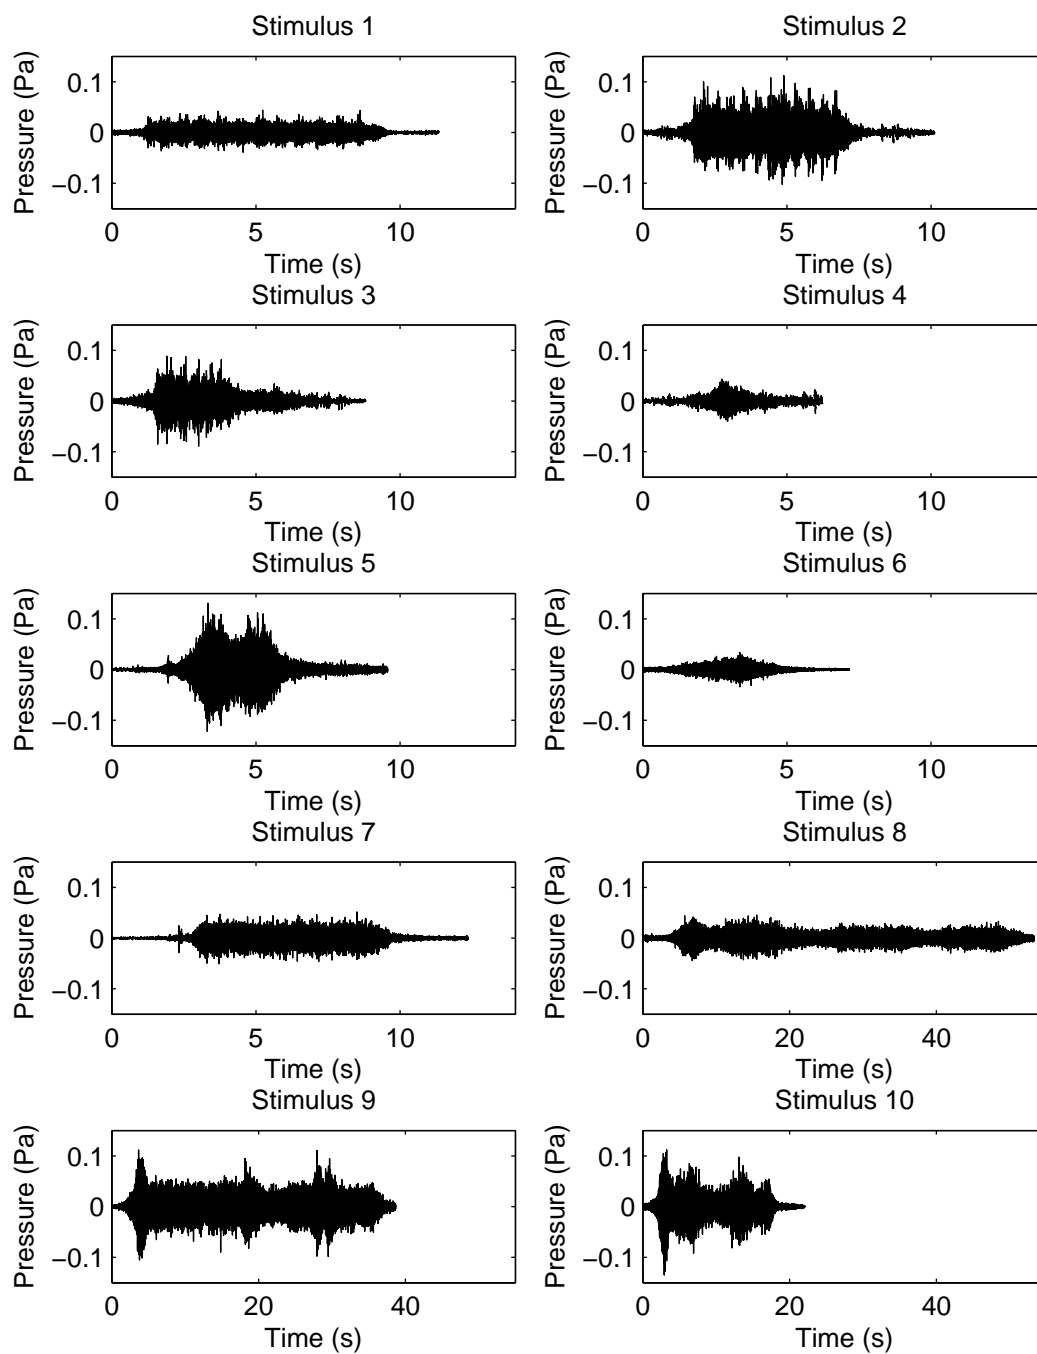 Stimulus 1
Pressure (Pa)
0.1
0
−0.1
0 5 10
Time (s)
Stimulus 2
Pressure (Pa)
0.1
0
−0.1
0 5 10
Time (s)
Stimulus 3
Pressure (Pa)
0.1
0
−0.1
0 5 10
Time (s)
Stimulus 4
Pressure (Pa)
0.1
0
−0.1
0 5 10
Time (s)
Stimulus 5
Pressure (Pa)
0.1
0
−0.1
0 5 10
Time (s)
Stimulus 6
Pressure (Pa)
0.1
0
−0.1
0 5 10
Time (s)
Stimulus 7
Pressure (Pa)
0.1
0
−0.1
0 5 10
Time (s)
Stimulus 8
Pressure (Pa)
0.1
0
−0.1
0 20 40
Time (s)
Stimulus 9
Pressure (Pa)
0.1
0
−0.1
0 20 40
Time (s)
Stimulus 10
Pressure (Pa)
0.1
0
−0.1
0 20 40
Time (s)